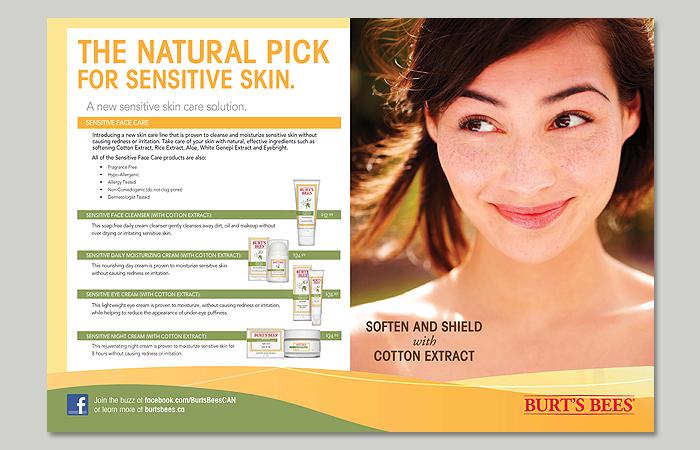 THE NATURAL PICK
FOR SENSITIVE SKIN.
A new sensitive skin care solution.
SENSITIVE FACE CARE
Introducing a new skin care line that is proven to cleanse and moisturize sensitive skin without
causing redness or irritation. Take care of your skin with natural, effective ingredients such as
softening Cotton Extract, Rice Extract, Aloe, White Genepi Extract and Eyebright.
All of the Sensitive Face Care products are also:
• Fragrance Free
• Hypo-Allergenic
• Allergy Tested
• Non-Comedogenic (do not clog pores)
• Dermatologist Tested
SENSITIVE FACE CLEANSER (WITH COTTON EXTRACT):
This soap-free daily cream cleanser gently cleanses away dirt, oil and makeup without
over drying or irritating sensitive skin.
SENSITIVE DAILY MOISTURIZING CREAM (WITH COTTON EXTRACT):
This nourishing day cream is proven to moisturize sensitive skin
without causing redness or irritation.
SENSITIVE EYE CREAM (WITH COTTON EXTRACT):
This lightweight eye cream is proven to moisturize, without causing redness or irritation,
while helping to reduce the appearance of under-eye puffiness.
SENSITIVE NIGHT CREAM (WITH COTTON EXTRACT):
This rejuvenating night cream is proven to moisturize sensitive skin for
8 hours without causing redness or irritation.
BURT'S BEES
BURT'S BEES
BURT'S BEES
BURT'S BEES
SOFTEN AND SHIELD
with
COTTON EXTRACT
Join the buzz at facebook.com/BurtsBeesCAN
or learn more at burtsbees.ca
BURT'S BEES